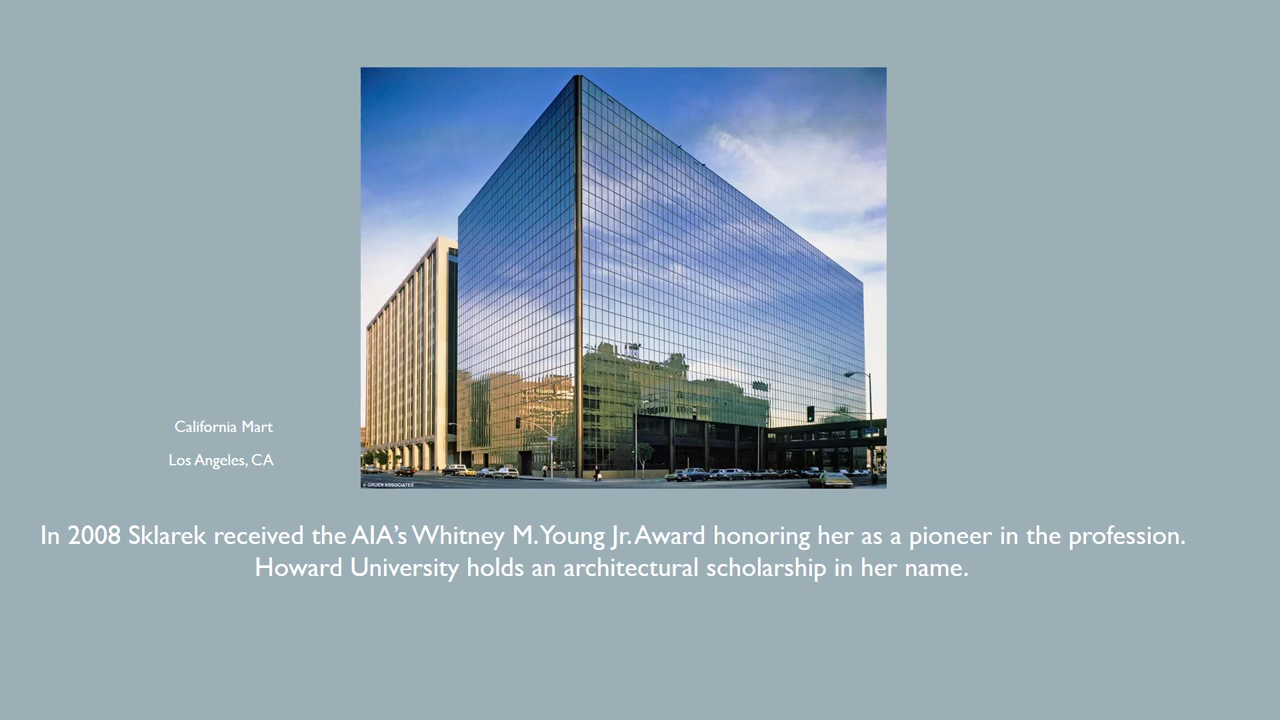 © GRUEN ASSOCIATES
California Mart
Los Angeles, CA
In 2008 Sklarek received the AIA's Whitney M. Young Jr. Award honoring her as a pioneer in the profession.
Howard University holds an architectural scholarship in her name.